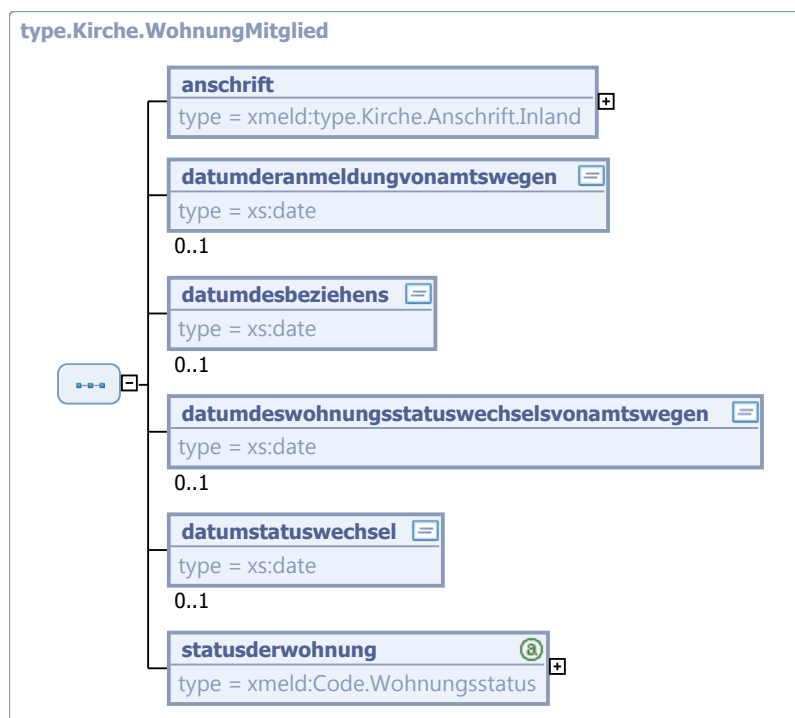 type.Kirche.WohnungMitglied
anschrift
type = xmeld:type.Kirche.Anschrift.Inland
datumderanmeldungvonamtswegen
type = xs:date
0..1
datumdesbeziehens
type = xs:date
0..1
datumdeswohnungsstatuswechselsvonamtswegen
type = xs:date
0..1
datumstatuswechsel
type = xs:date
0..1
statusderwohnung
a
type = xmeld:Code.Wohnungsstatus